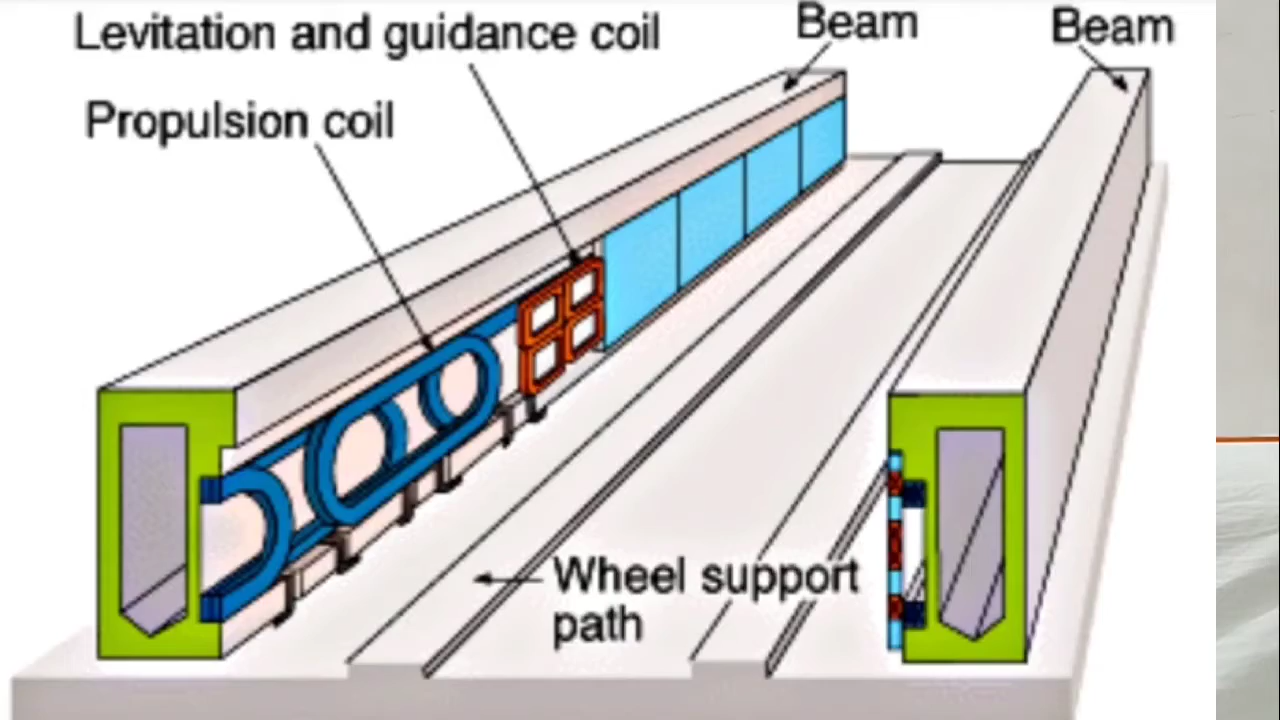 Levitation and guidance coil
Beam
Beam
Propulsion coil
Wheel support
path